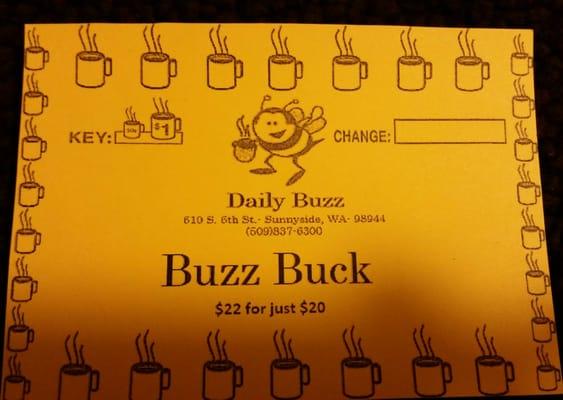 KEY: 50¢ $1 CHANGE:
Daily Buzz
619 S. 6th St.- Sunnyside, WA- 98944
(509)837-6300
Buzz Buck
$22 for just $20